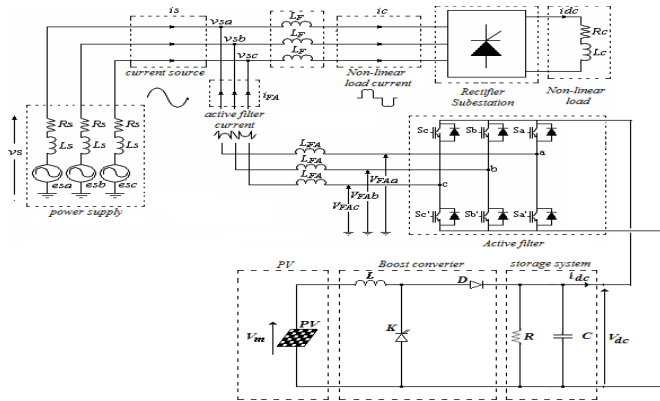 is
vsa
vsb
vsc
LF
LF
LF
ic
idc
Rc
Lc
current source
Non-linear
load current
Rectifier
Subestation
Non-linear
load
iFA
active filter
current
vs
Rs
Rs
Rs
Ls
Ls
Ls
esa
esb
esc
power supply
LFA
LFA
LFA
VFAa
VFAb
VFAc
Sc
Sb
Sa
a
b
c
Sc'
Sb'
Sa'
Active filter
PV
Boost converter
storage system
L
D
idc
Vm
PV
K
R
C
Vdc